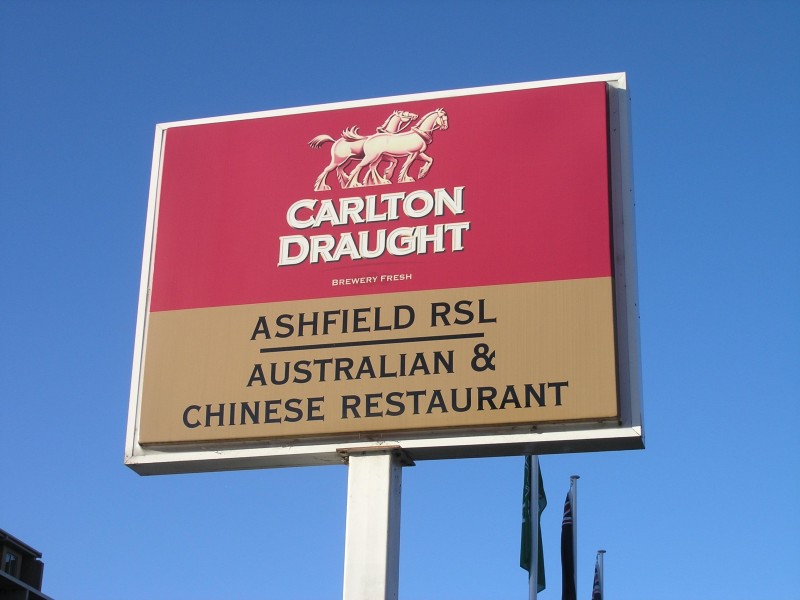 CARLTON
DRAUGHT
BREWERY FRESH
ASHFIELD RSL
AUSTRALIAN &
CHINESE RESTAURANT